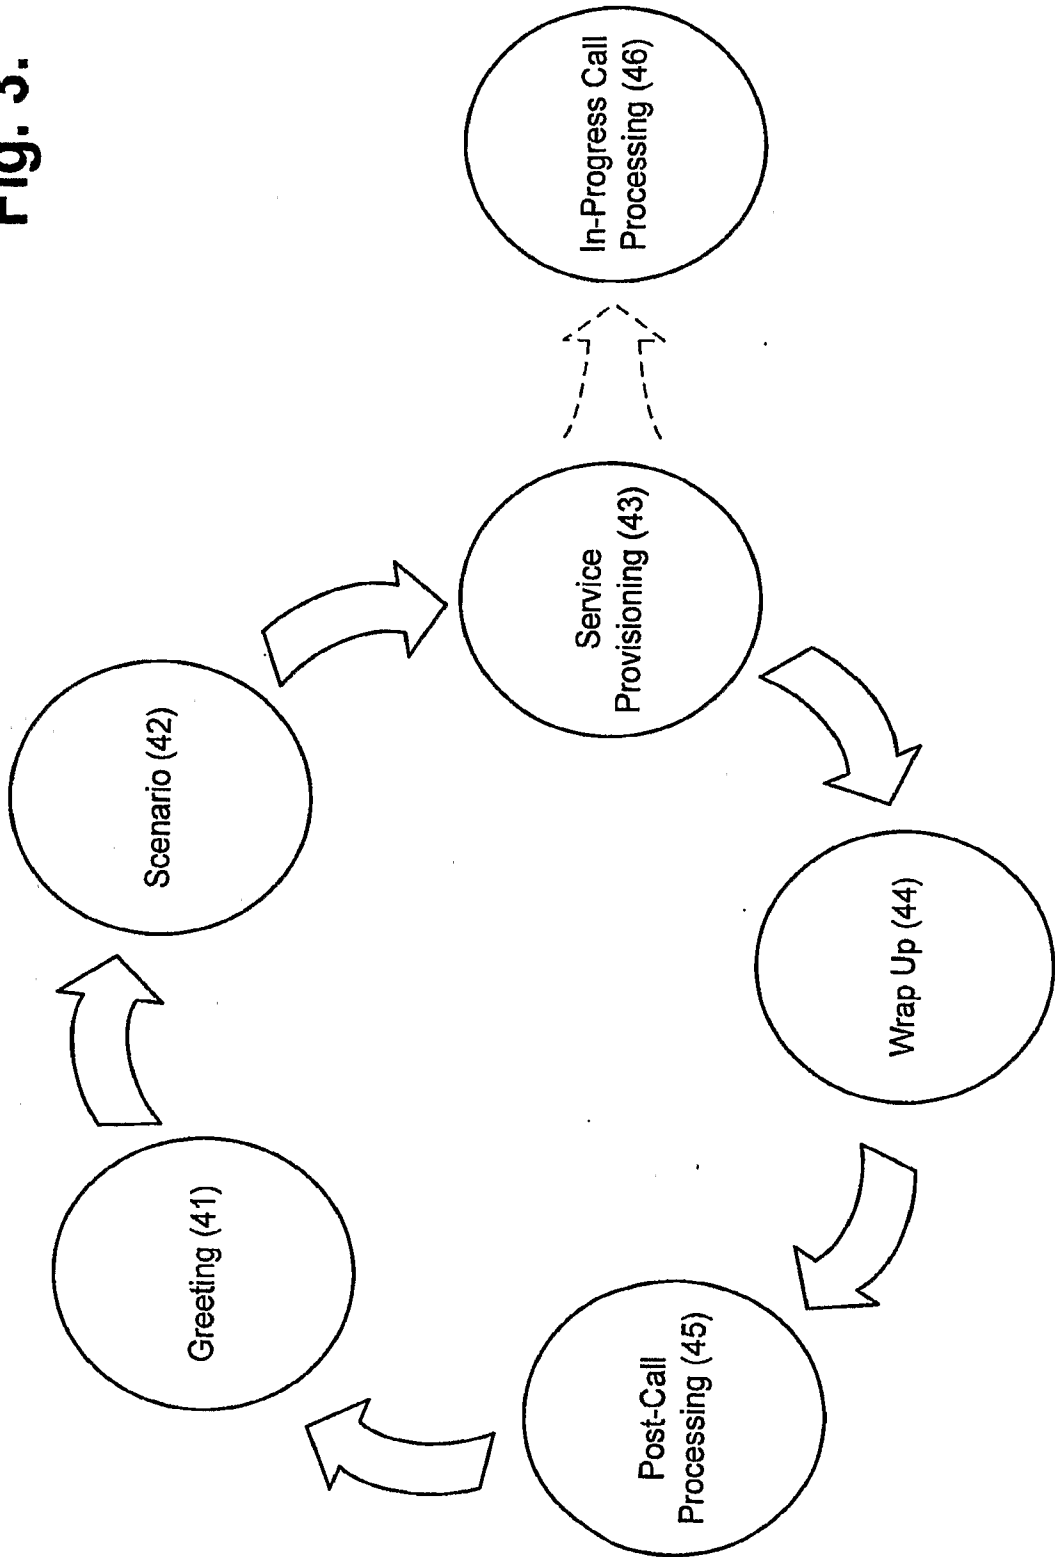 Fig. 3.
Greeting (41)
Scenario (42)
Service
Provisioning (43)
In-Progress Call
Processing (46)
Wrap Up (44)
Post-Call
Processing (45)